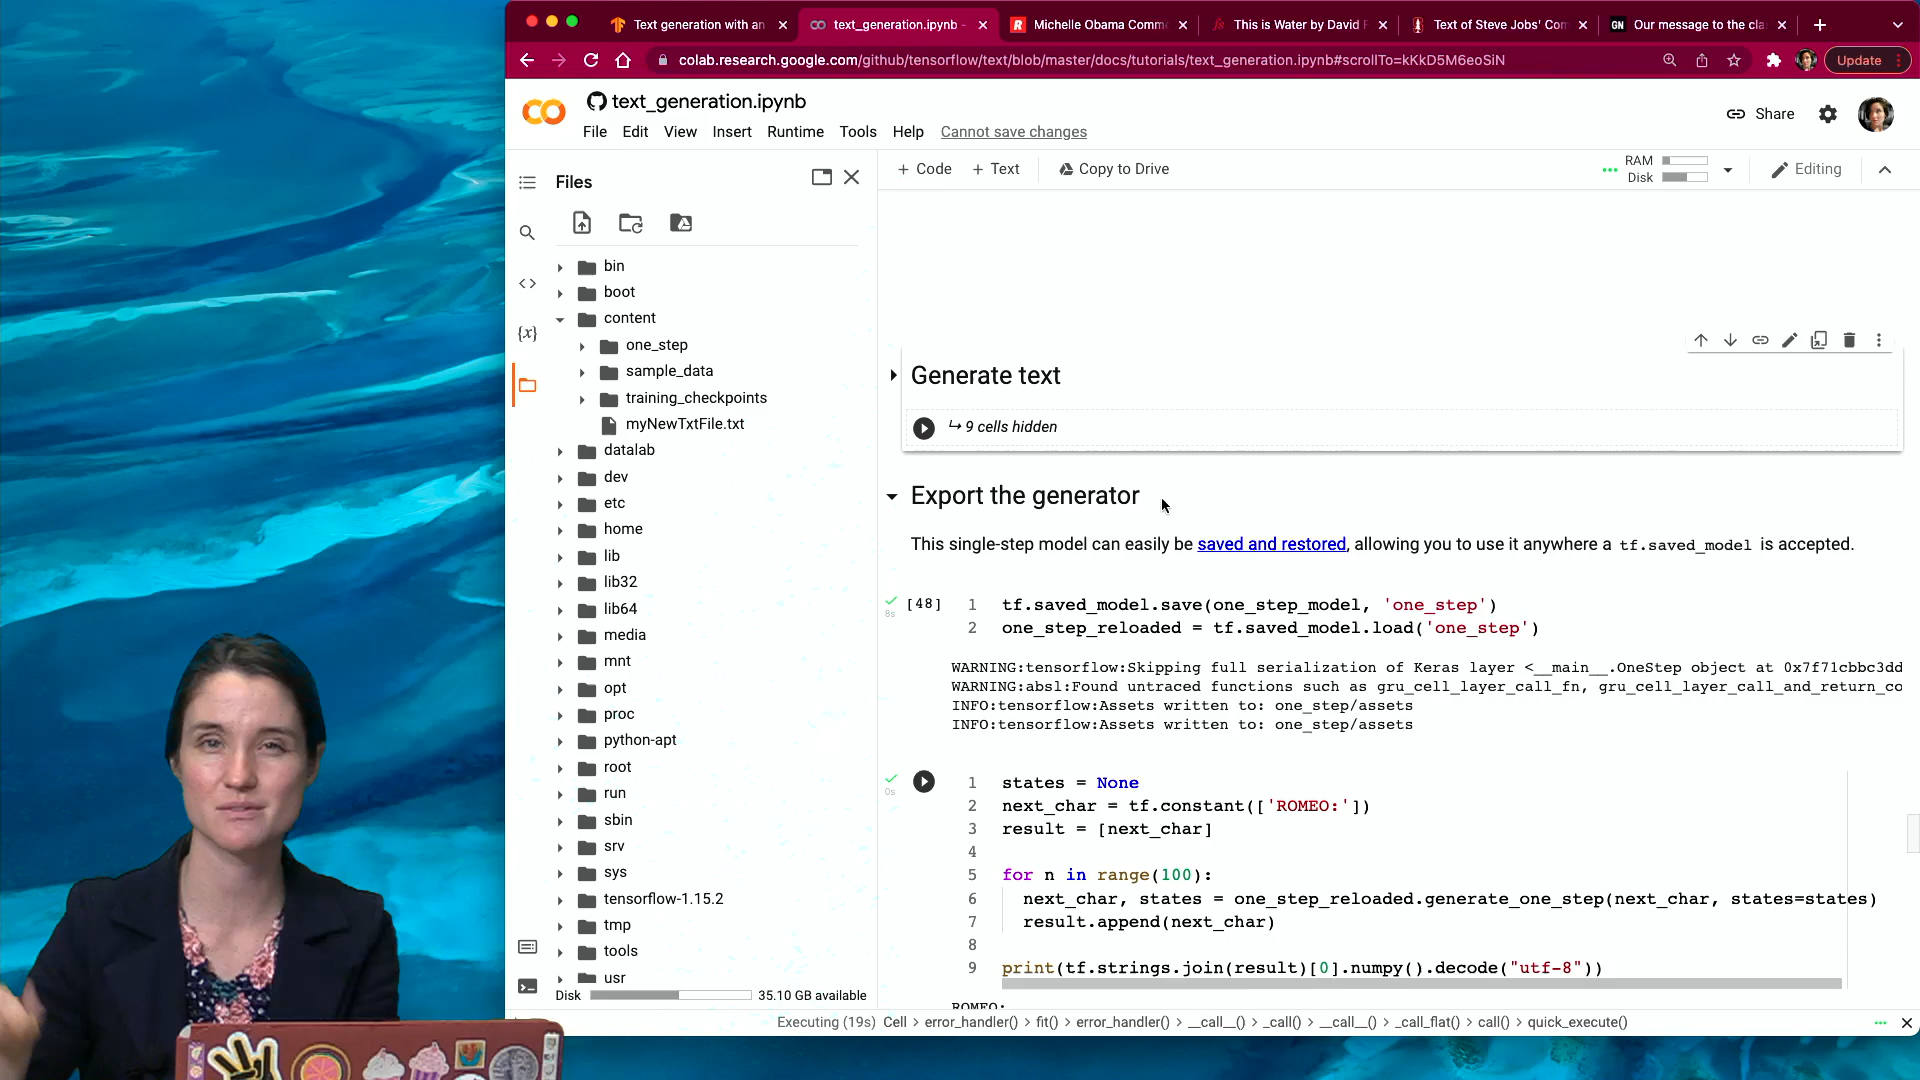 Text generation with an
text_generation.ipynb -
Michelle Obama Comm
This is Water by David F
Text of Steve Jobs' Com
GN
Our message to the cla
colab.research.google.com/github/tensorflow/text/blob/master/docs/tutorials/text_generation.ipynb#scrollTo=kKkD5M6eoSiN
Update
text_generation.ipynb
Share
File Edit View Insert Runtime Tools Help Cannot save changes
Files
+ Code + Text Copy to Drive
RAM
Disk
Editing
bin
boot
content
one_step
sample_data
training_checkpoints
myNewTxtFile.txt
datalab
dev
etc
home
lib
lib32
lib64
media
mnt
opt
proc
python-apt
root
run
sbin
srv
sys
tensorflow-1.15.2
tmp
tools
usr
Disk 35.10 GB available
Generate text
9 cells hidden
Export the generator
This single-step model can easily be saved and restored, allowing you to use it anywhere a tf.saved_model is accepted.
8s
[48]
1 tf.saved_model.save(one_step_model, 'one_step')
2 one_step_reloaded = tf.saved_model.load('one_step')
WARNING:tensorflow:Skipping full serialization of Keras layer <__main__.OneStep object at 0x7f71cbbc3dd
WARNING:absl:Found untraced functions such as gru_cell_layer_call_fn, gru_cell_layer_call_and_return_co
INFO:tensorflow:Assets written to: one_step/assets
INFO:tensorflow:Assets written to: one_step/assets
0s
1 states = None
2 next_char = tf.constant(['ROMEO:'])
3 result = [next_char]
4
5 for n in range(100):
6 next_char, states = one_step_reloaded.generate_one_step(next_char, states=states)
7 result.append(next_char)
8
9 print(tf.strings.join(result)[0].numpy().decode("utf-8"))
ROMEO:
Executing (19s) Cell > error_handler() > fit() > error_handler() > __call__() > _call() > __call__() > _call_flat() > call() > quick_execute()